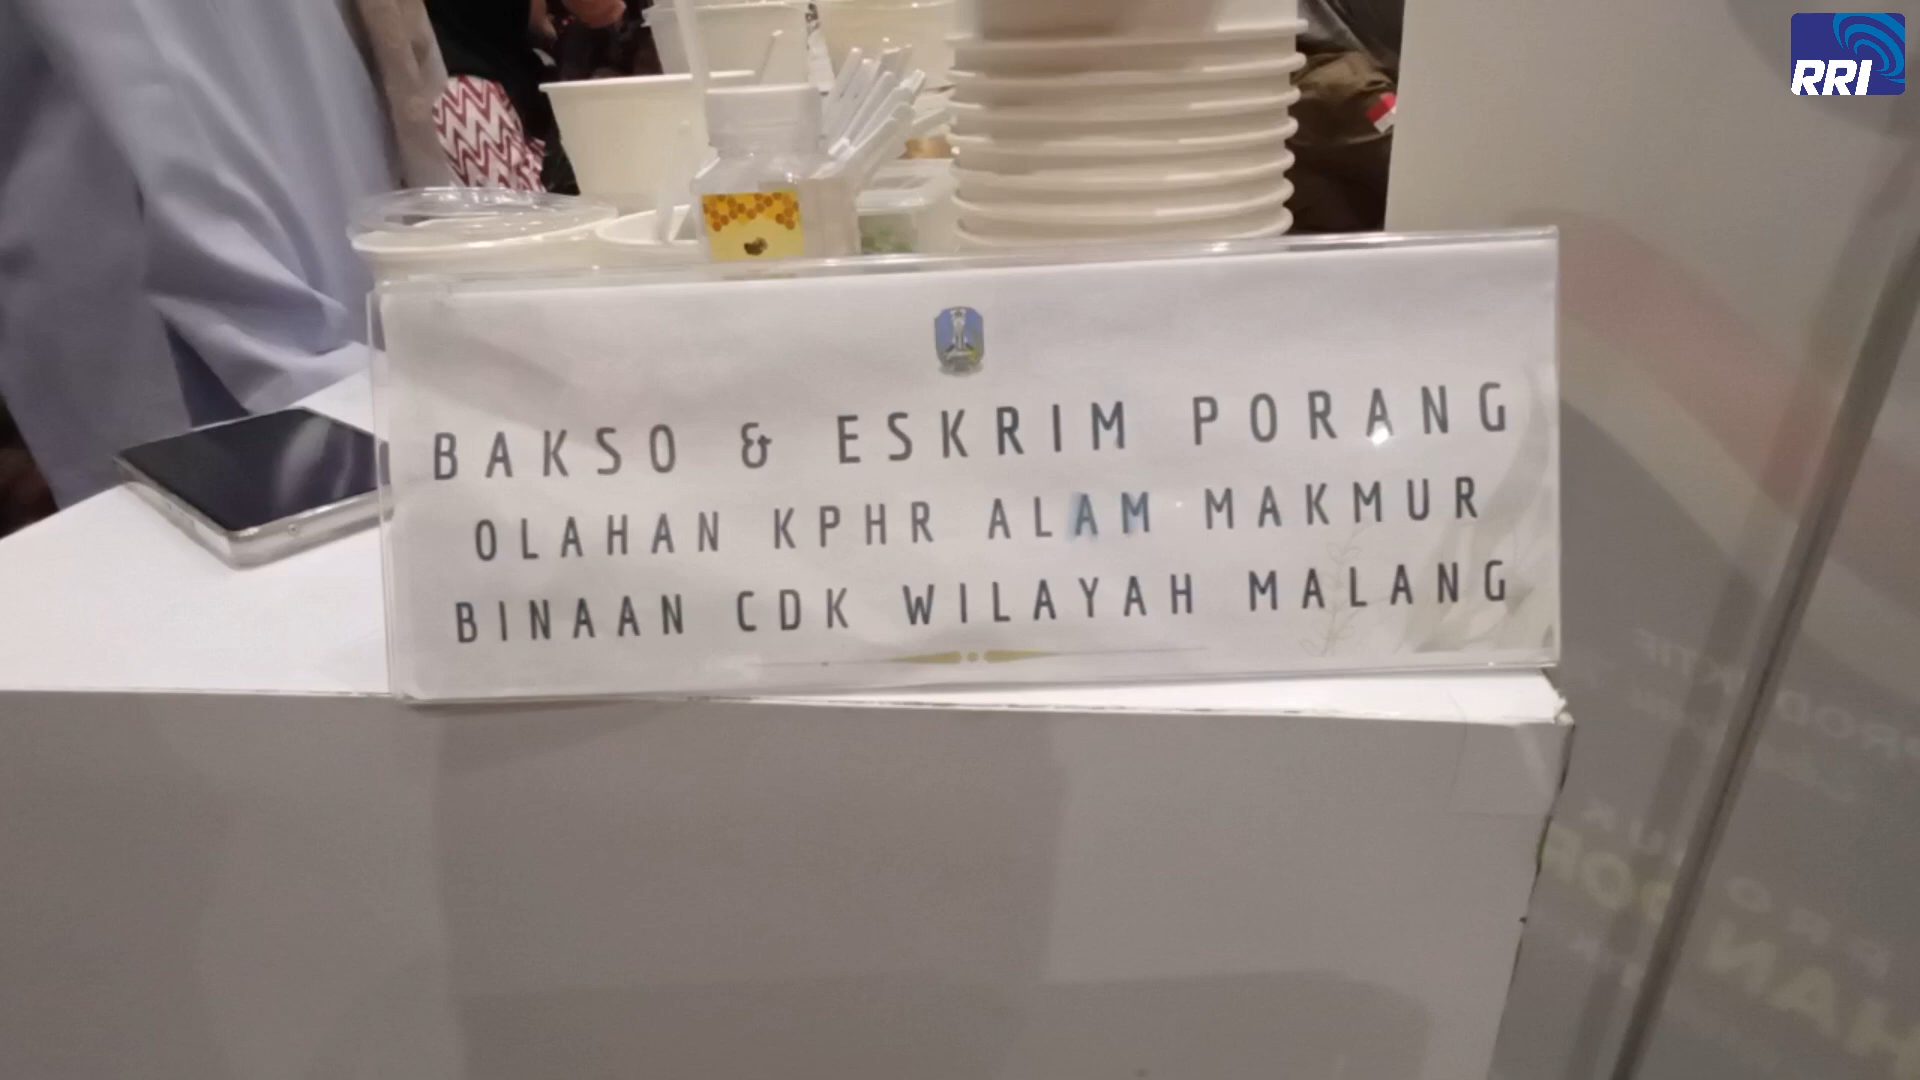 RRI
BAKSO & ESKRIM PORANG
OLAHAN KPHR ALAM MAKMUR
BINAAN CDK WILAYAH MALANG